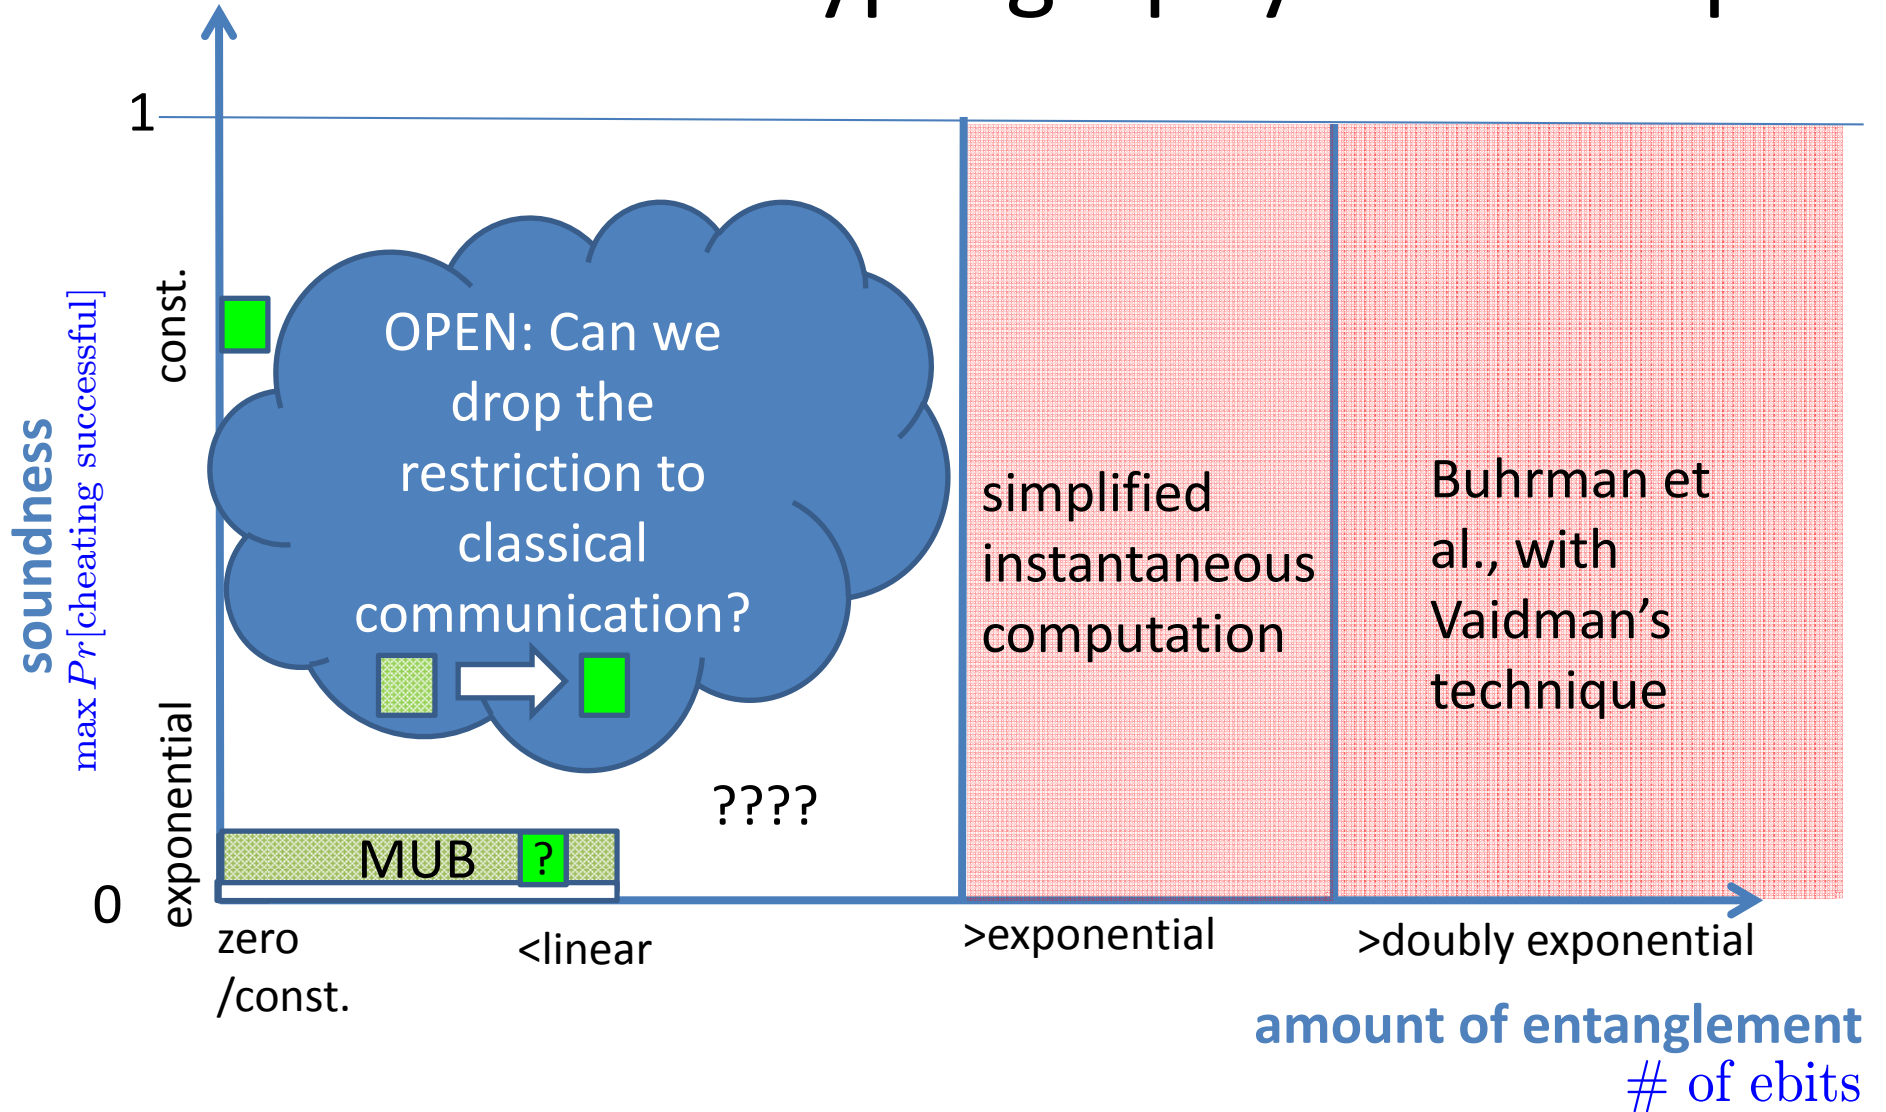 1
const.
soundness
max Pr[cheating successful]
exponential
0
OPEN: Can we
drop the
restriction to
classical
communication?
simplified
instantaneous
computation
Buhrman et
al., with
Vaidman’s
technique
????
MUB
?
zero
/const.
<linear
>exponential
>doubly exponential
amount of entanglement
# of ebits